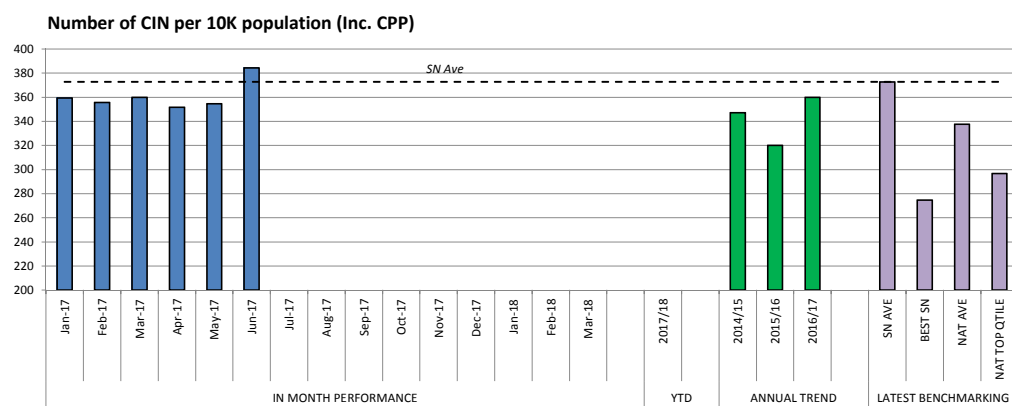 Number of CIN per 10K population (Inc. CPP)
400
380
360
340
320
300
280
260
240
220
200
SN Ave
Jan-17
Feb-17
Mar-17
Apr-17
May-17
Jun-17
Jul-17
Aug-17
Sep-17
Oct-17
Nov-17
Dec-17
Jan-18
Feb-18
Mar-18
2017/18
2014/15
2015/16
2016/17
SN AVE
BEST SN
NAT AVE
NAT TOP QTILE
IN MONTH PERFORMANCE
YTD
ANNUAL TREND
LATEST BENCHMARKING